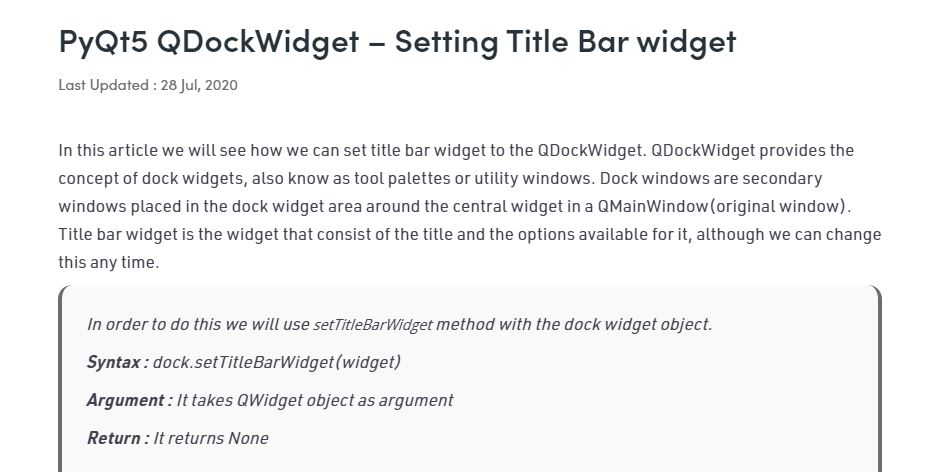 PyQt5 QDockWidget – Setting Title Bar widget
Last Updated : 28 Jul, 2020
In this article we will see how we can set title bar widget to the QDockWidget. QDockWidget provides the
concept of dock widgets, also know as tool palettes or utility windows. Dock windows are secondary
windows placed in the dock widget area around the central widget in a QMainWindow(original window).
Title bar widget is the widget that consist of the title and the options available for it, although we can change
this any time.
In order to do this we will use setTitleBarWidget method with the dock widget object.
Syntax : dock.setTitleBarWidget(widget)
Argument : It takes QWidget object as argument
Return : It returns None